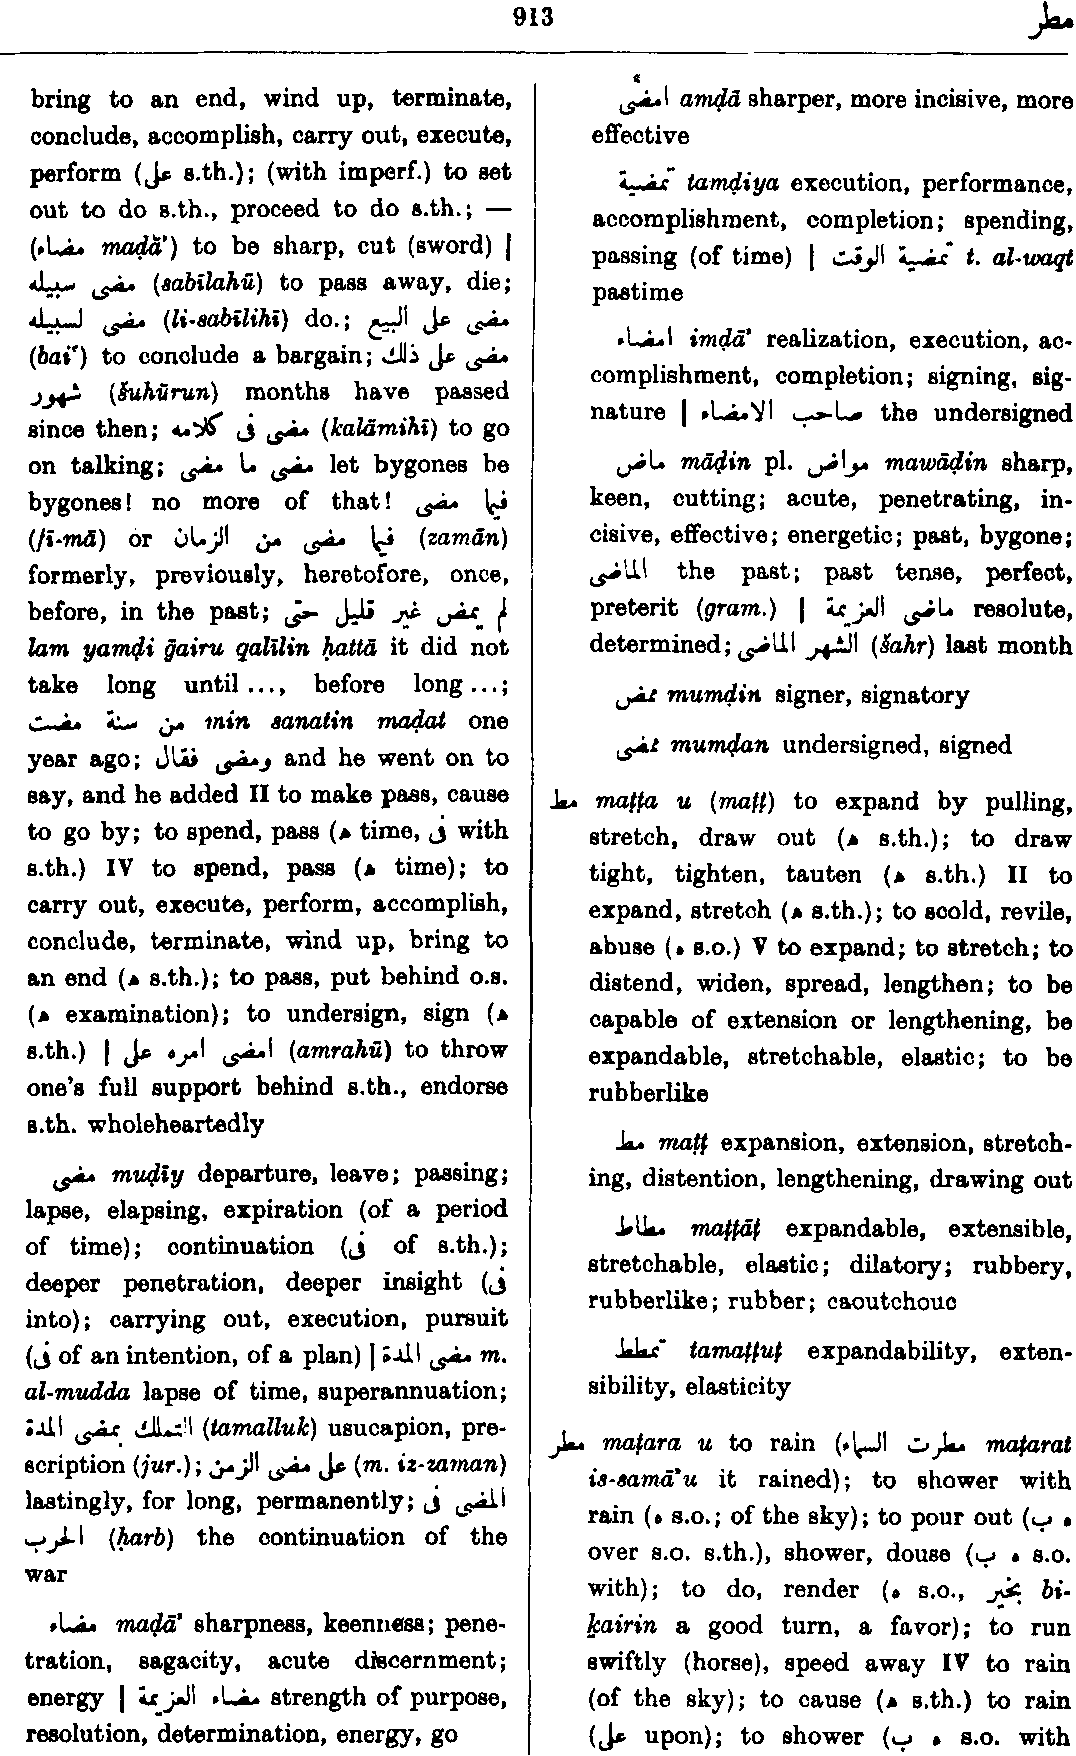 913
مطر
bring to an end, wind up, terminate,
conclude, accomplish, carry out, execute,
perform (على s.th.); (with imperf.) to set
out to do s.th., proceed to do s.th.; —
(مضاء maḍā’) to be sharp, cut (sword) |
مضى سبيله (sabīlahū) to pass away, die;
مضى لسبيله (li-sabīlihī) do.; مضى على البيع
(bai‘) to conclude a bargain; مضى على ذلك
شهور (šuhūrun) months have passed
since then; مضى فى كلامه (kalāmihī) to go
on talking; مضى ما مضى let bygones be
bygones! no more of that! فيما مضى
(fī-mā) or فيما مضى من الزمان (zamān)
formerly, previously, heretofore, once,
before, in the past; لم يمض غير قليل حتى
lam yamḍi ḡairu qalīlin ḥattā it did not
take long until ..., before long ...;
من سنة مضت min sanatin maḍat one
year ago; ومضى فقال and he went on to
say, and he added II to make pass, cause
to go by; to spend, pass (ه time, فى with
s.th.) IV to spend, pass (ه time); to
carry out, execute, perform, accomplish,
conclude, terminate, wind up, bring to
an end (ه s.th.); to pass, put behind o.s.
(ه examination); to undersign, sign (ه
s.th.) | امضى امره على (amrahū) to throw
one's full support behind s.th., endorse
s.th. wholeheartedly
مضى muḍīy departure, leave; passing;
lapse, elapsing, expiration (of a period
of time); continuation (فى of s.th.);
deeper penetration, deeper insight (فى
into); carrying out, execution, pursuit
(فى of an intention, of a plan) | مضى المدة m.
al-mudda lapse of time, superannuation;
التملك بمضى المدة (tamalluk) usucapion, pre-
scription (jur.); على مضى الزمن (m. iz-zaman)
lastingly, for long, permanently; المضى فى
الحرب (ḥarb) the continuation of the
war
مضاء maḍā’ sharpness, keenness; pene-
tration, sagacity, acute discernment;
energy | مضاء العزيمة strength of purpose,
resolution, determination, energy, go
امضى amḍā sharper, more incisive, more
effective
تمضية tamḍiya execution, performance,
accomplishment, completion; spending,
passing (of time) | تمضية الوقت t. al-waqt
pastime
امضاء imḍā’ realization, execution, ac-
complishment, completion; signing, sig-
nature | صاحب الامضاء the undersigned
ماض māḍin pl. مواض mawāḍin sharp,
keen, cutting; acute, penetrating, in-
cisive, effective; energetic; past, bygone;
الماضى the past; past tense, perfect,
preterit (gram.) | ماضى العزيمة resolute,
determined; الشهر الماضى (šahr) last month
ممض mumḍin signer, signatory
ممضى mumḍan undersigned, signed
مط maṭṭa u (maṭṭ) to expand by pulling,
stretch, draw out (ه s.th.); to draw
tight, tighten, tauten (ه s.th.) II to
expand, stretch (ه s.th.); to scold, revile,
abuse (ه s.o.) V to expand; to stretch; to
distend, widen, spread, lengthen; to be
capable of extension or lengthening, be
expandable, stretchable, elastic; to be
rubberlike
مط maṭṭ expansion, extension, stretch-
ing, distention, lengthening, drawing out
مطاط maṭṭāṭ expandable, extensible,
stretchable, elastic; dilatory; rubbery,
rubberlike; rubber; caoutchouc
تمطط tamaṭṭuṭ expandability, exten-
sibility, elasticity
مطر maṭara u to rain (مطرت السماء maṭarat
is-samā’u it rained); to shower with
rain (ه s.o.; of the sky); to pour out (ه ب
over s.o. s.th.), shower, douse (ه ب s.o.
with); to do, render (ه s.o., بخير bi-
ḵairin a good turn, a favor); to run
swiftly (horse), speed away IV to rain
(of the sky); to cause (ه s.th.) to rain
(على upon); to shower (ه ب s.o. with